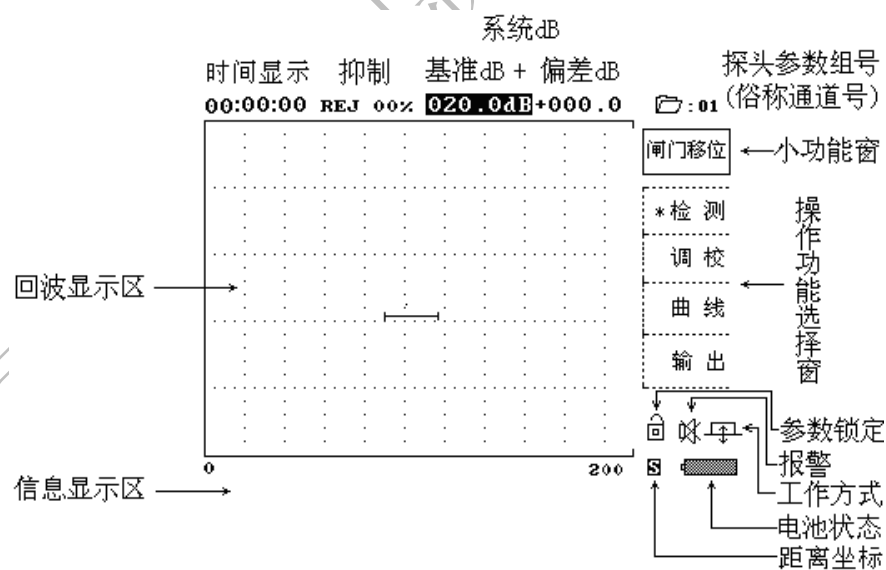 系统dB
时间显示 抑制 基准dB + 偏差dB
探头参数组号
(俗称通道号)
00:00:00 REJ 00% 020.0dB+000.0 :01
闸门移位
小功能窗
*检 测
调 校
曲 线
输 出
操作功能选择窗
回波显示区
参数锁定
报警
工作方式
电池状态
距离坐标
0 200
S
信息显示区